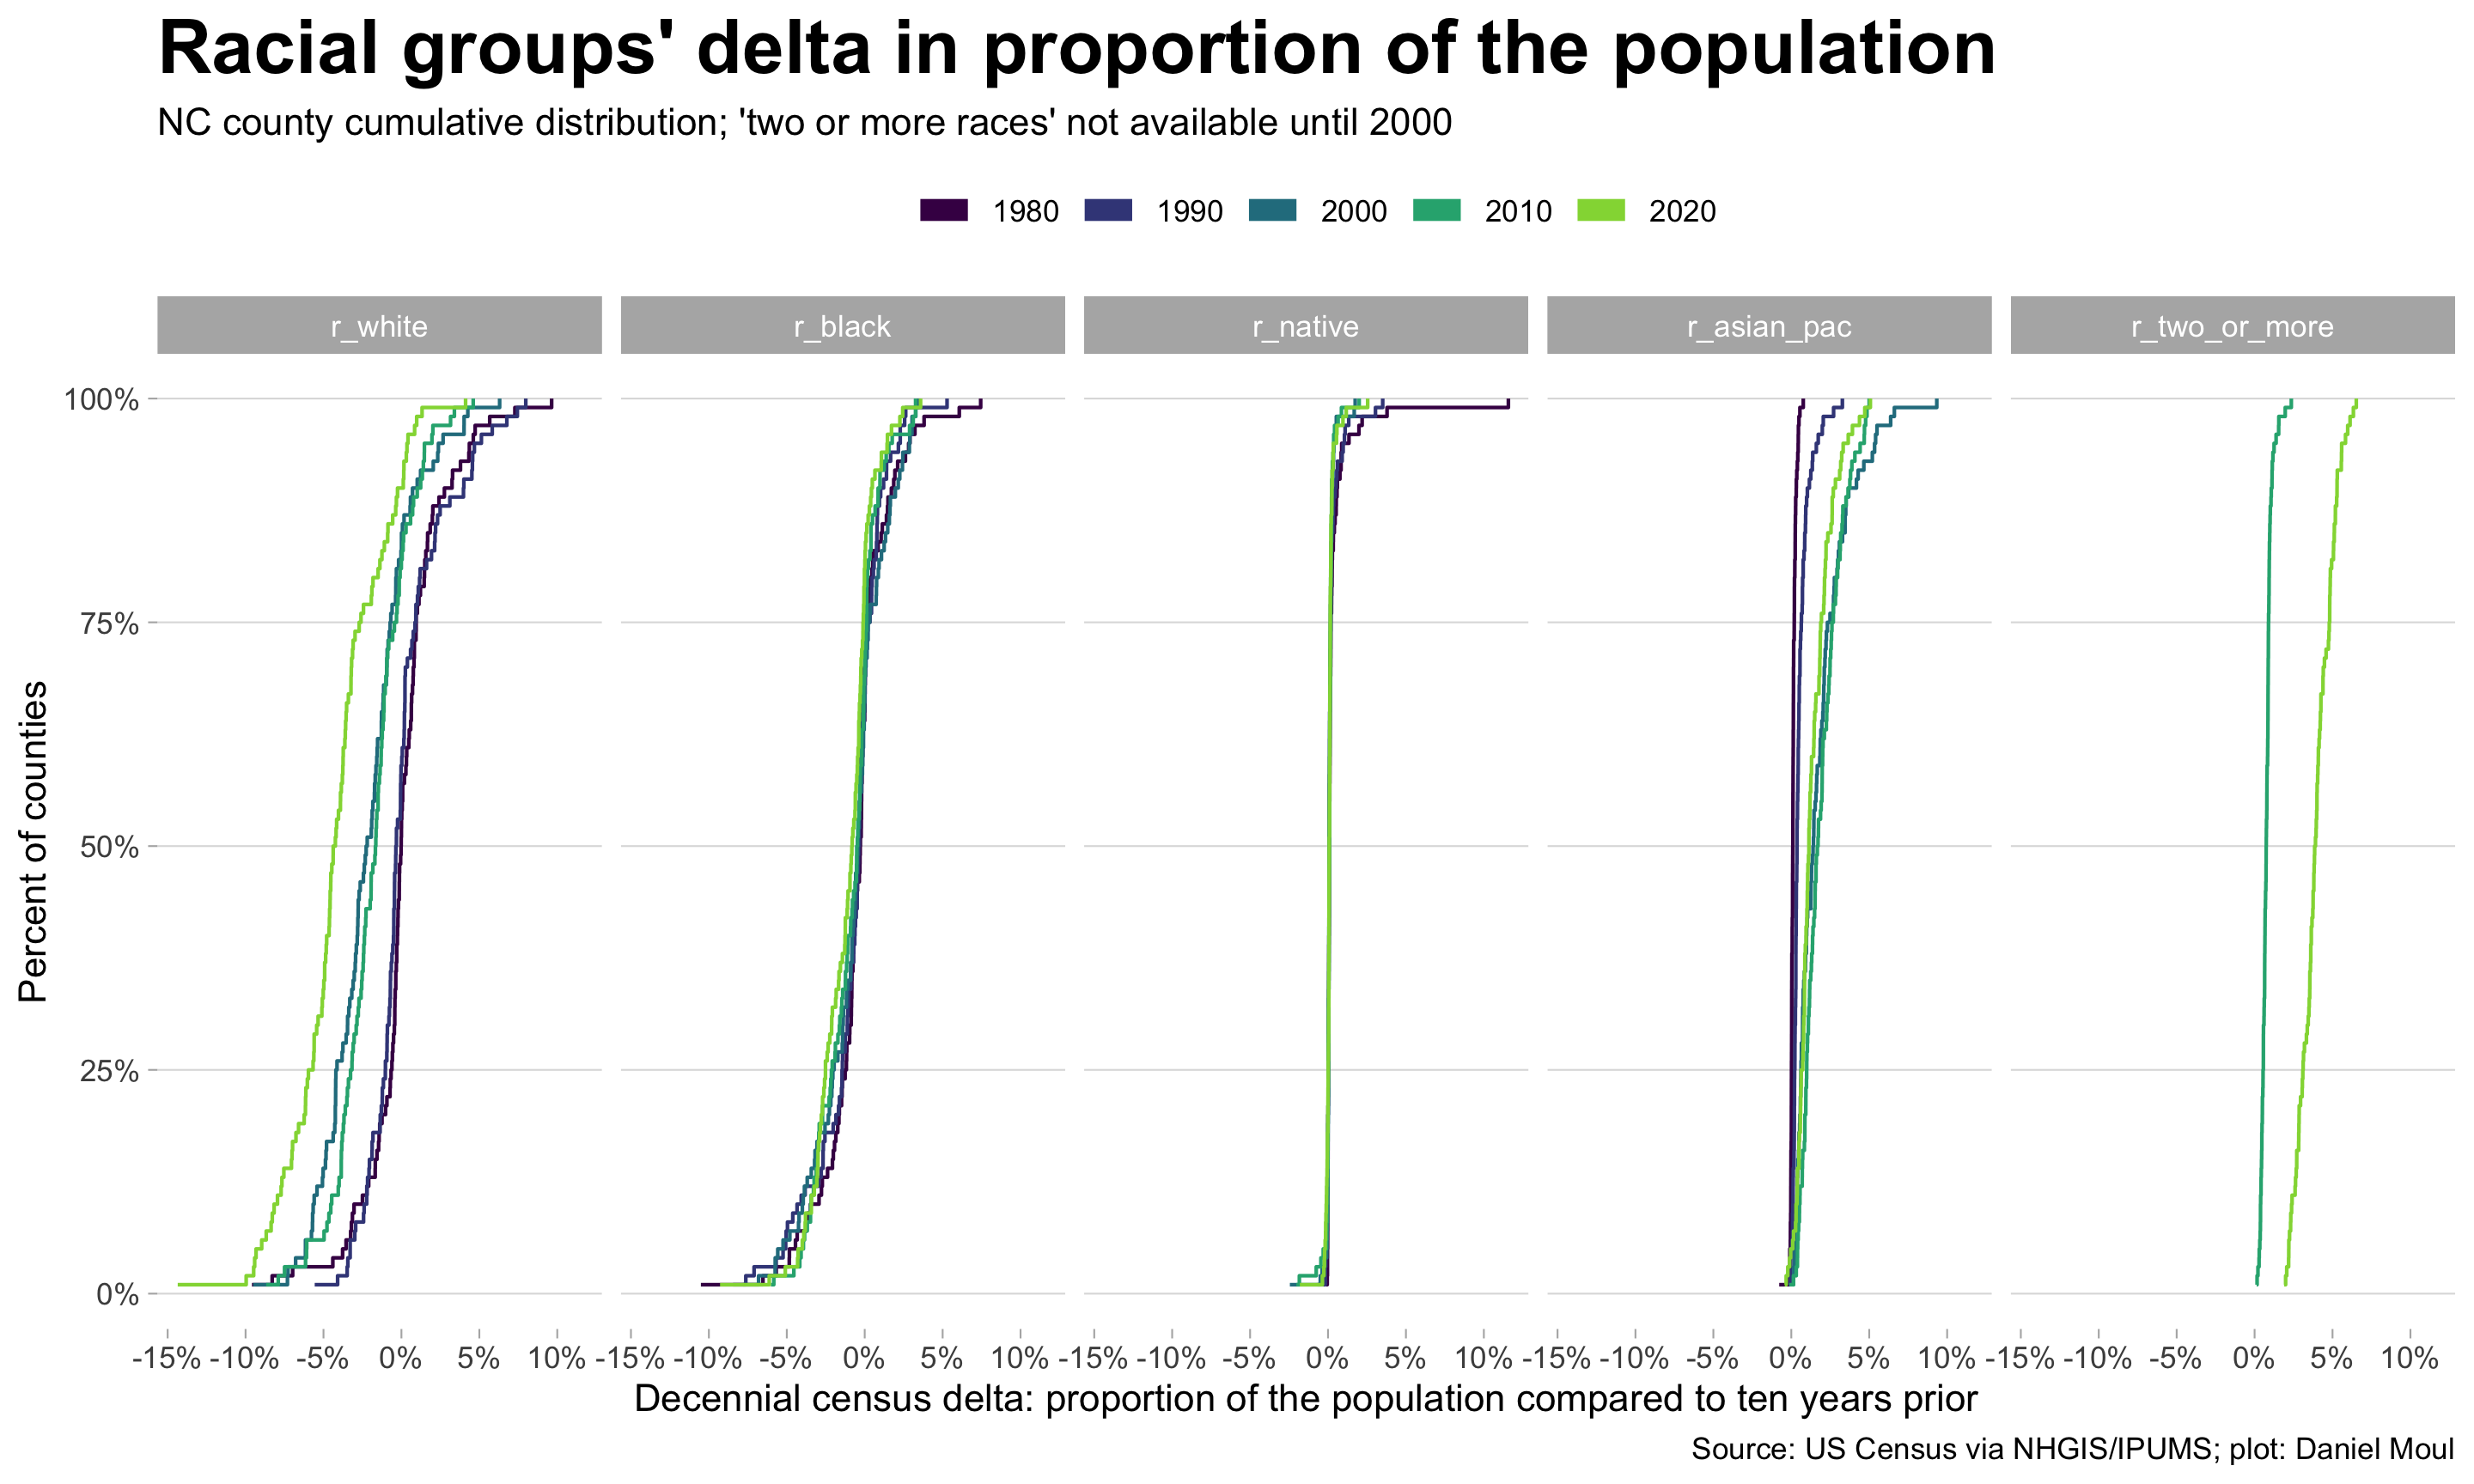 Racial groups' delta in proportion of the population
NC county cumulative distribution; 'two or more races' not available until 2000
1980 1990 2000 2010 2020
r_white r_black r_native r_asian_pac r_two_or_more
100%
75%
50%
25%
0%
Percent of counties
-15% -10% -5% 0% 5% 10% -15% -10% -5% 0% 5% 10% -15% -10% -5% 0% 5% 10% -15% -10% -5% 0% 5% 10% -15% -10% -5% 0% 5% 10%
Decennial census delta: proportion of the population compared to ten years prior
Source: US Census via NHGIS/IPUMS; plot: Daniel Moul